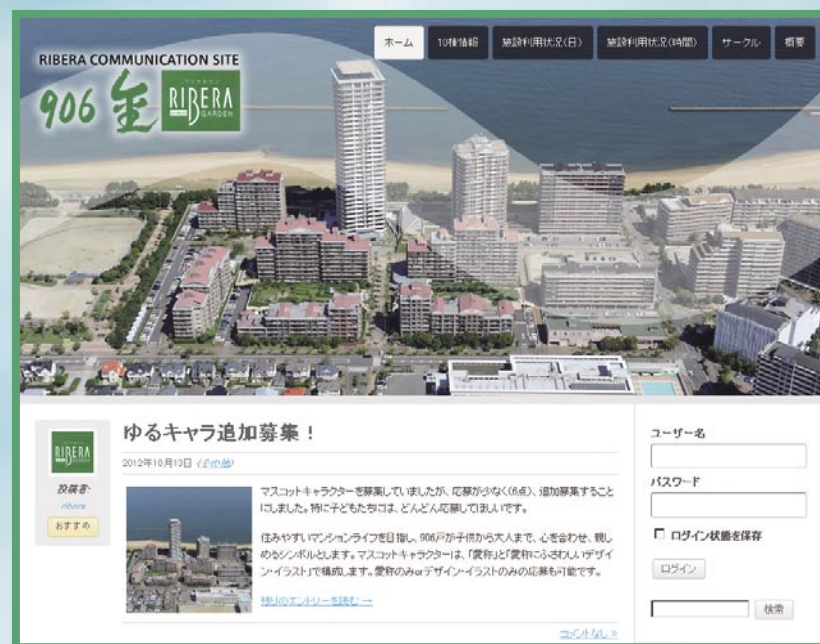 ホーム
10棟情報
施設利用状況(日)
施設利用状況(時間)
サークル
概要
RIBERA COMMUNICATION SITE
906
RIBERA
GARDEN
RIBERA
GARDEN
ゆるキャラ追加募集！
2012年10月13日 (その他)
投稿者:
ribera
おすすめ
マスコットキャラクターを募集していましたが、応募が少なく(6点)、追加募集すること
にしました。特に子どもたちには、どんどん応募してほしいです。
住みやすいマンションライフを目指し、906戸が子供から大人まで、心を合わせ、親し
めるシンボルとします。マスコットキャラクターは、「愛称」と「愛称にふさわしいデザイ
ン・イラスト」で構成します。愛称のみorデザイン・イラストのみの応募も可能です。
残りのエントリーを読む →
コメントなし »
ユーザー名
パスワード
ログイン状態を保存
ログイン
検索